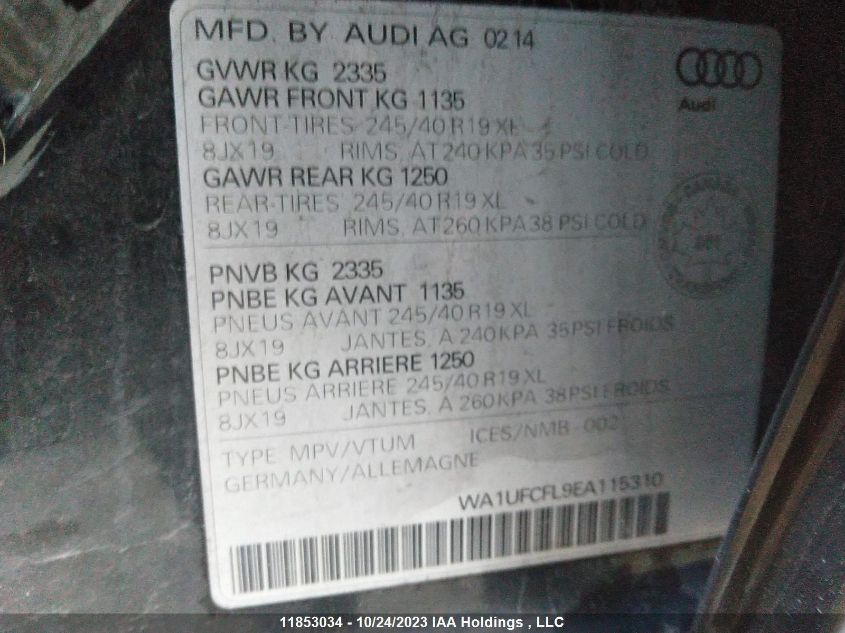 MFD. BY AUDI AG 02 14
GVWR KG 2335
GAWR FRONT KG 1135
FRONT-TIRES 245/40 R19 XL
8JX19 RIMS, AT 240 KPA 35 PSI COLD
GAWR REAR KG 1250
REAR-TIRES 245/40 R19 XL
8JX19 RIMS, AT 260 KPA 38 PSI COLD
Audi
PNVB KG 2335
PNBE KG AVANT 1135
PNEUS AVANT 245/40 R19 XL
8JX19 JANTES, A 240 KPA 35 PSI FROIDS
PNBE KG ARRIERE 1250
PNEUS ARRIERE 245/40 R19 XL
8JX19 JANTES, A 260 KPA 38 PSI FROIDS
TYPE MPV/VTUM ICES/NMB-002
GERMANY/ALLEMAGNE
WA1UFCFL9EA115310
11853034 - 10/24/2023 IAA Holdings , LLC